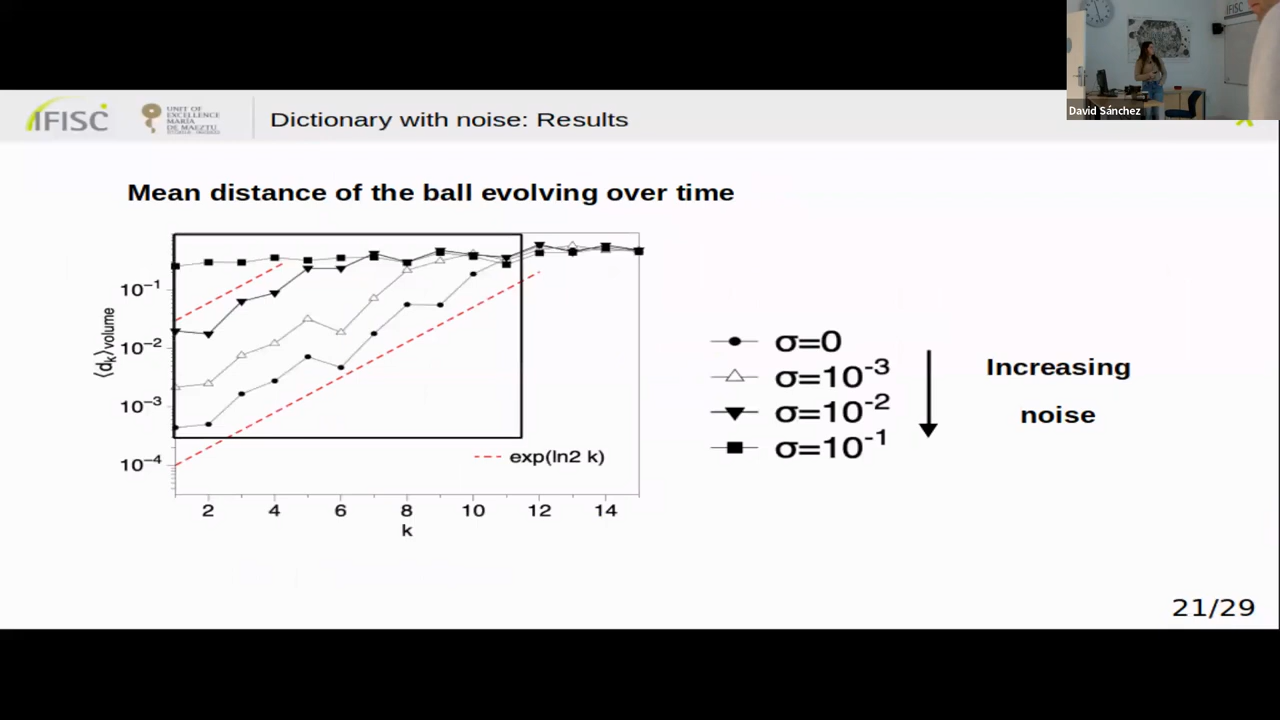 IFISC
David Sánchez
IFISC
UNIT OF
EXCELLENCE
MARÍA
DE MAEZTU
Dictionary with noise: Results
Mean distance of the ball evolving over time
⟨dₖ⟩volume
10⁻¹
10⁻²
10⁻³
10⁻⁴
exp(ln2 k)
2 4 6 8 10 12 14
k
σ=0
σ=10⁻³
σ=10⁻²
σ=10⁻¹
Increasing
noise
21/29